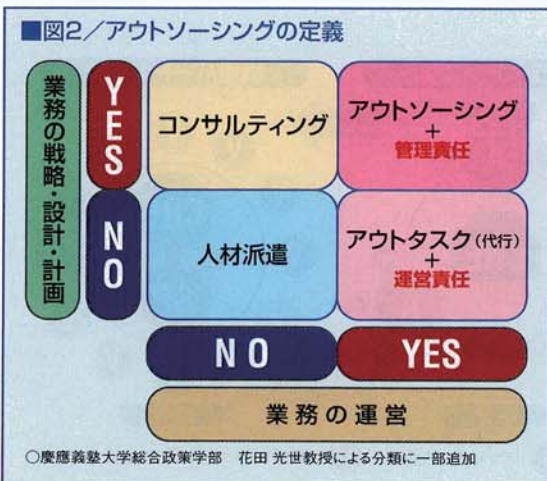 ■図2／アウトソーシングの定義
業務の戦略・設計・計画
YES
コンサルティング
アウトソーシング
+
管理責任
NO
人材派遣
アウトタスク(代行)
+
運営責任
NO
YES
業務の運営
○慶應義塾大学総合政策学部 花田 光世教授による分類に一部追加